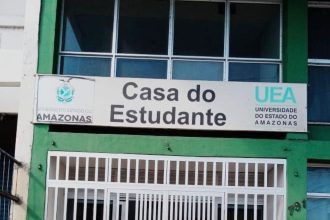 Casa do
Estudante
AMAZONAS
UEA
UNIVERSIDADE
DO ESTADO DO
AMAZONAS